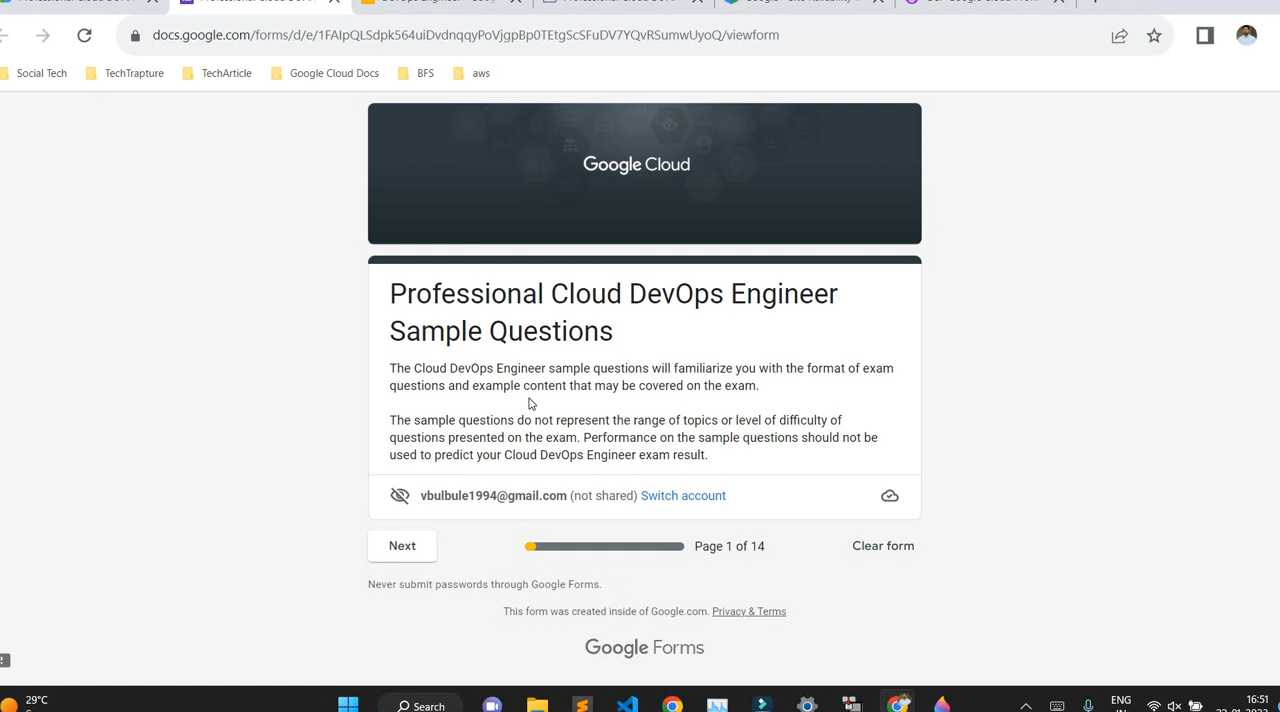 docs.google.com/forms/d/e/1FAIpQLSdpk564uiDvdnqqyPoVjgpBp0TEtgScSFuDV7YQvRSumwUyoQ/viewform
Social Tech TechTrapture TechArticle Google Cloud Docs BFS aws
Google Cloud
Professional Cloud DevOps Engineer
Sample Questions
The Cloud DevOps Engineer sample questions will familiarize you with the format of exam
questions and example content that may be covered on the exam.
The sample questions do not represent the range of topics or level of difficulty of
questions presented on the exam. Performance on the sample questions should not be
used to predict your Cloud DevOps Engineer exam result.
vbulbule1994@gmail.com (not shared) Switch account
Next Page 1 of 14 Clear form
Never submit passwords through Google Forms.
This form was created inside of Google.com. Privacy & Terms
Google Forms
29°C
Search
ENG
16:51